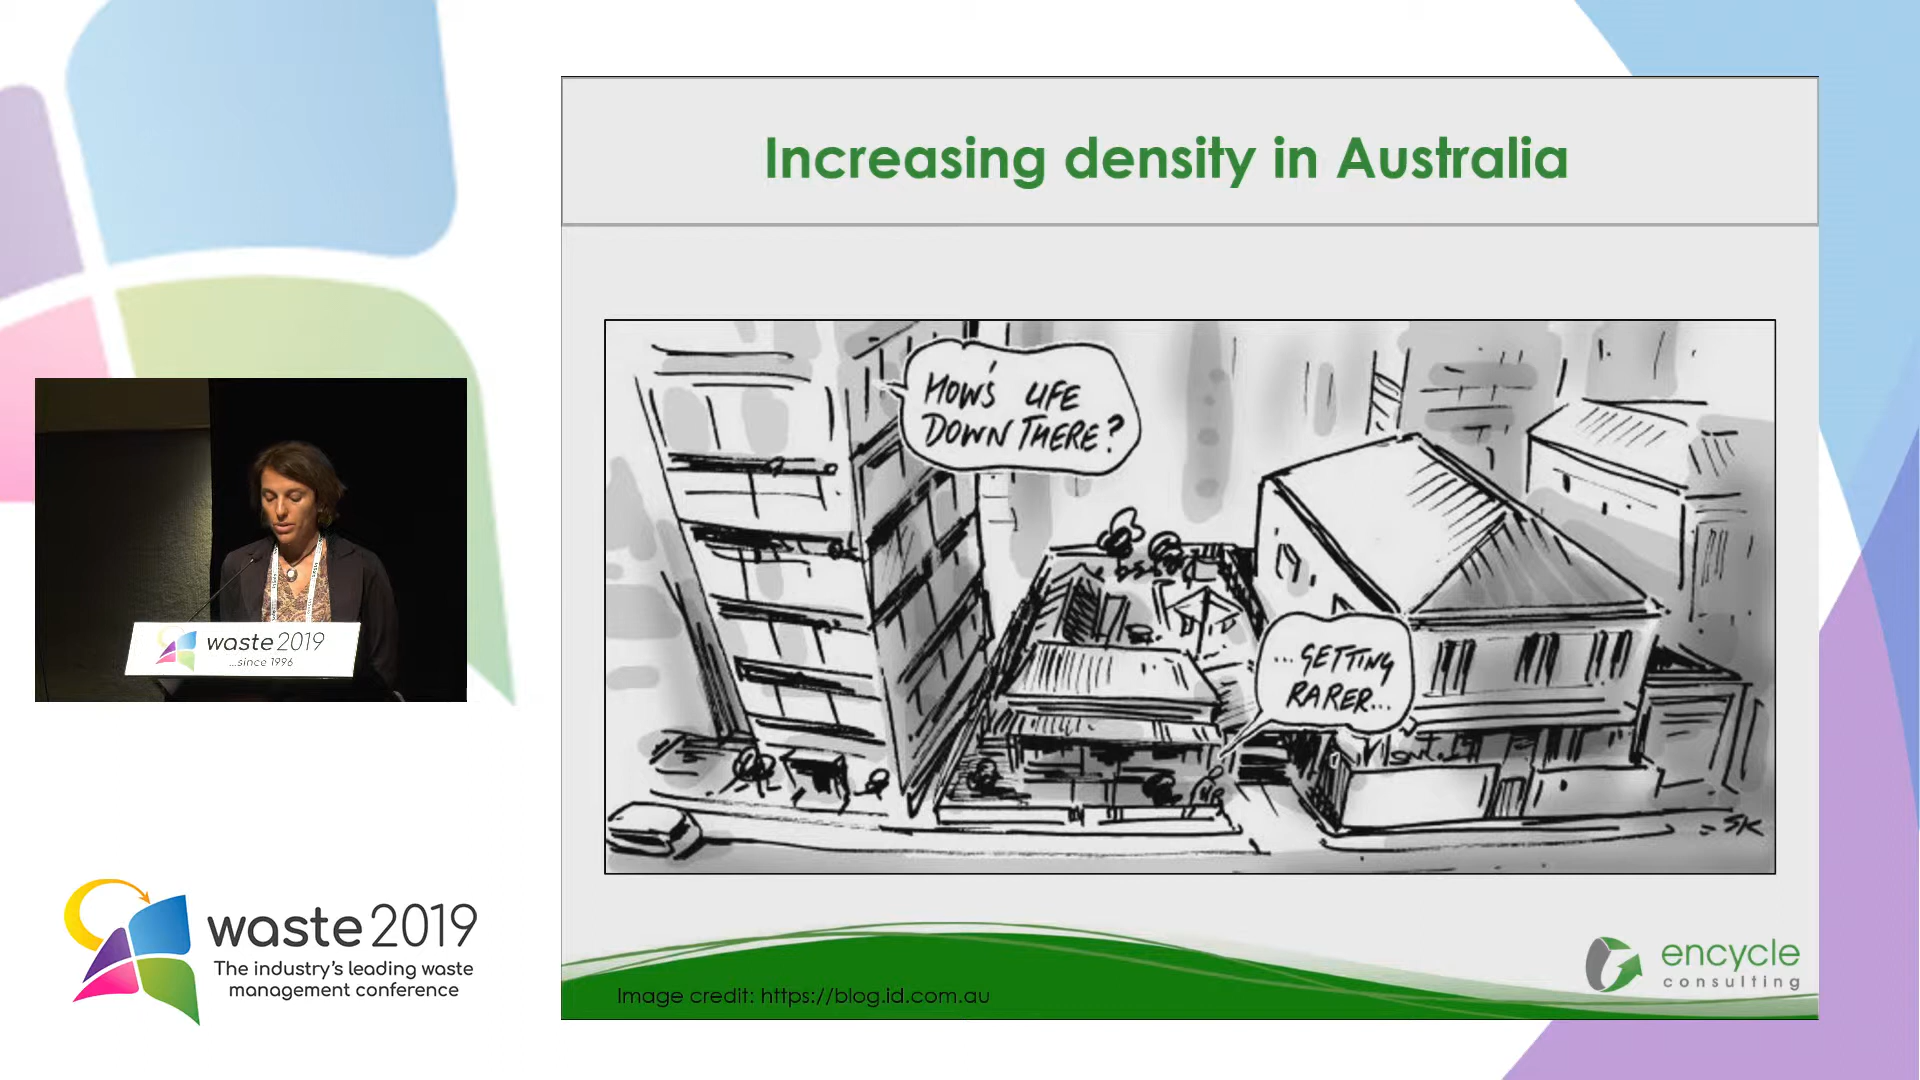 Increasing density in Australia
HOW'S LIFE
DOWN THERE?
...GETTING
RARER...
SK
Image credit: https://blog.id.com.au
encycle
consulting
waste 2019
...since 1996
waste 2019
The industry's leading waste
management conference